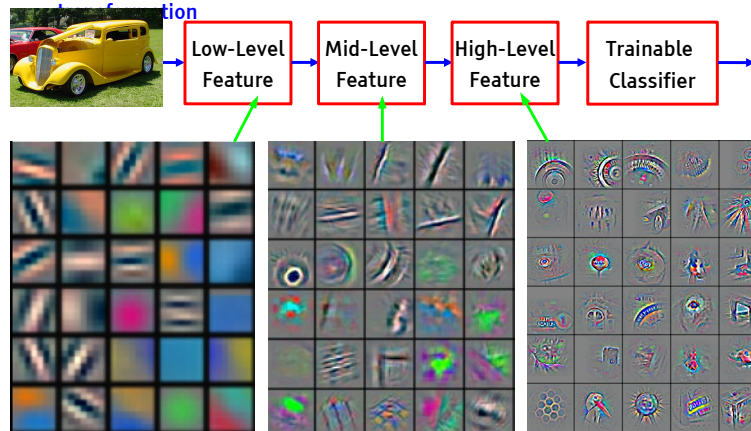 Low-Level
Feature
Mid-Level
Feature
High-Level
Feature
Trainable
Classifier